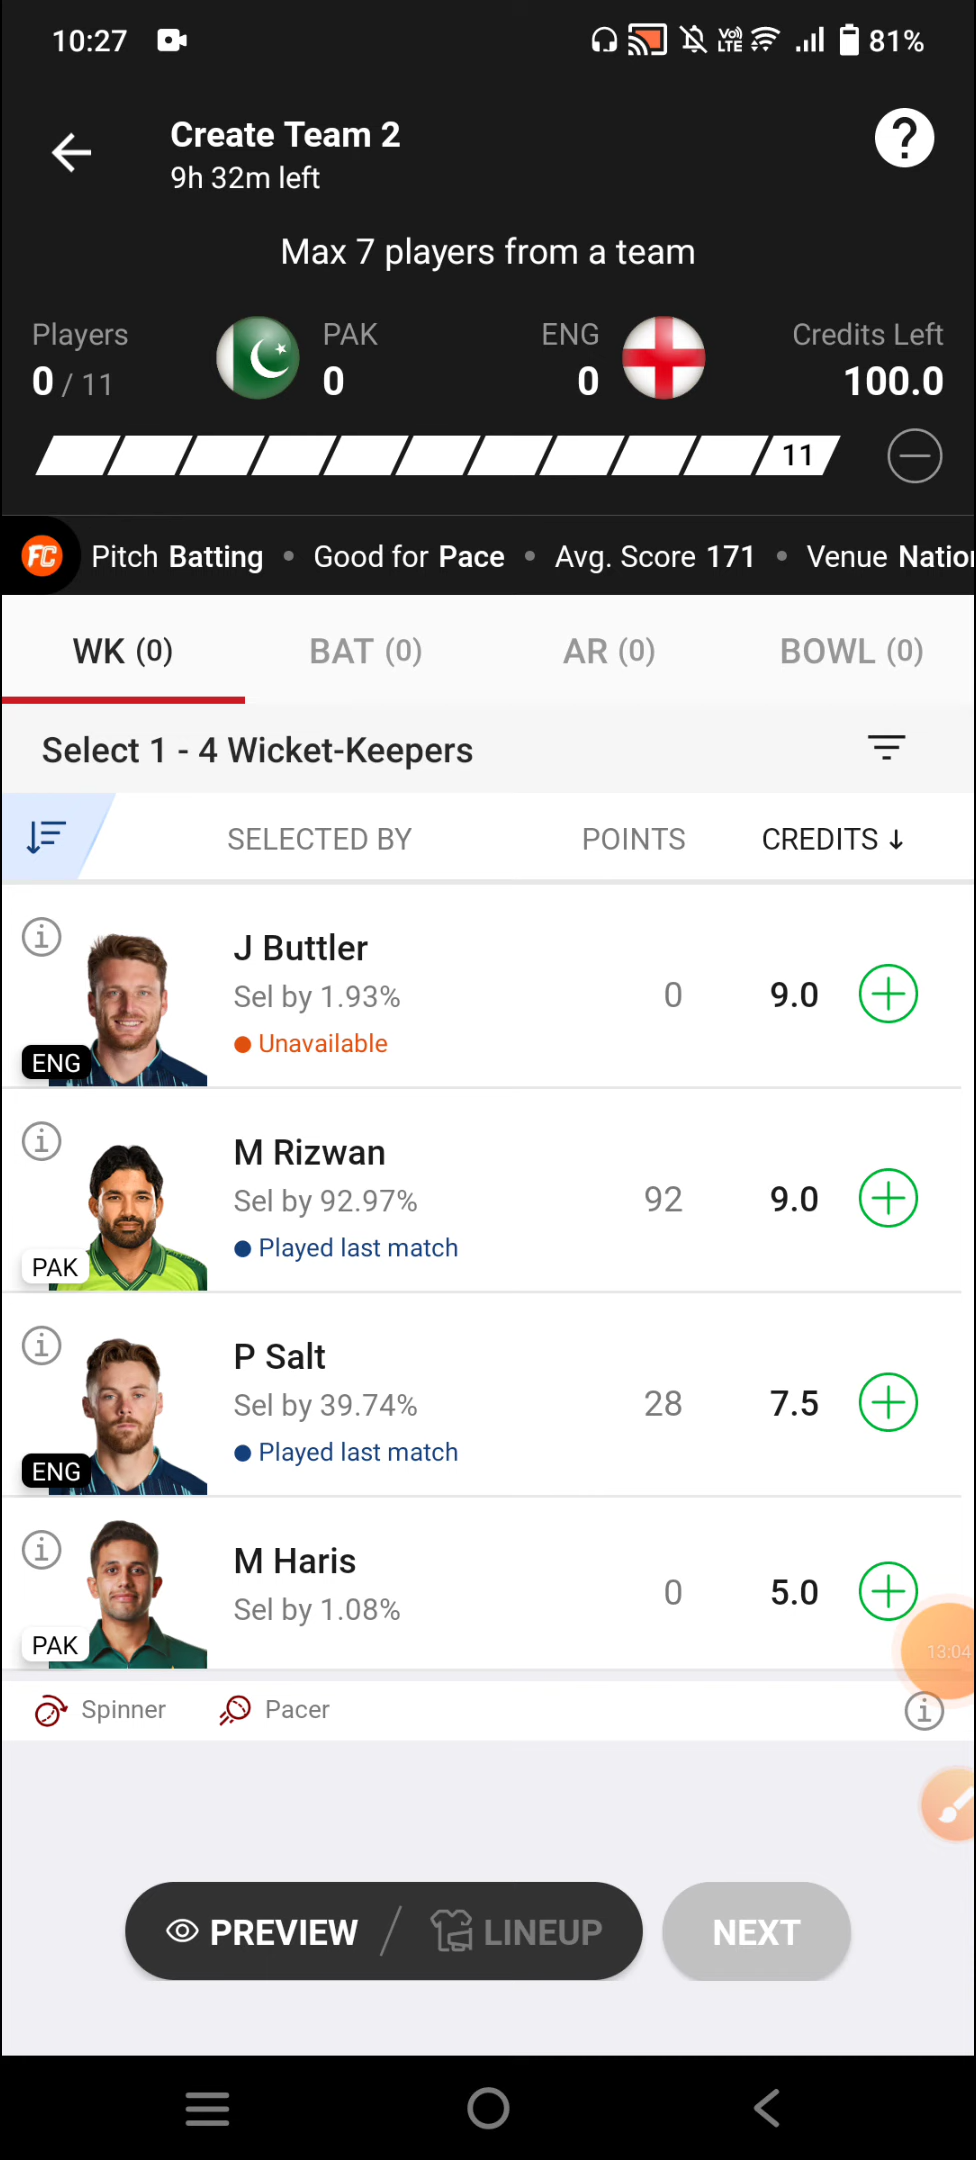 10:27 81%
Create Team 2
9h 32m left
Max 7 players from a team
Players PAK ENG Credits Left
0 / 11 0 0 100.0
11
FC Pitch Batting • Good for Pace • Avg. Score 171 • Venue Nation
WK (0) BAT (0) AR (0) BOWL (0)
Select 1 - 4 Wicket-Keepers
SELECTED BY POINTS CREDITS ↓
J Buttler
Sel by 1.93% 0 9.0
Unavailable
ENG
M Rizwan
Sel by 92.97% 92 9.0
Played last match
PAK
P Salt
Sel by 39.74% 28 7.5
Played last match
ENG
M Haris
Sel by 1.08% 0 5.0
PAK
13:04
Spinner Pacer
PREVIEW / LINEUP NEXT